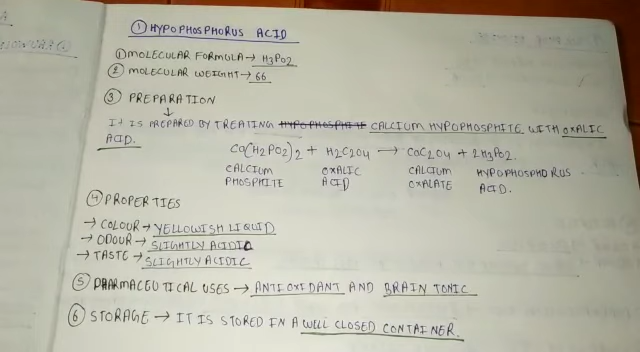 ① HYPOPHOSPHORUS ACID
① MOLECULAR FORMULA → H3PO2
② MOLECULAR WEIGHT → 66
③ PREPARATION
↓
It IS PREPARED BY TREATING HYPOPHOSPHITE CALCIUM HYPOPHOSPHITE WITH OXALIC
ACID.
Ca(H2PO2)2 + H2C2O4 → CaC2O4 + 2H3PO2.
CALCIUM OXALIC CALCIUM HYPOPHOSPHORUS
PHOSPHITE ACID OXALATE ACID.
④ PROPERTIES
→ COLOUR → YELLOWISH LIQUID
→ ODOUR → SLIGHTLY ACIDIC
→ TASTE → SLIGHTLY ACIDIC
⑤ PHARMACEUTICAL USES → ANTIOXIDANT AND BRAIN TONIC
⑥ STORAGE → IT IS STORED IN A WELL CLOSED CONTAINER.